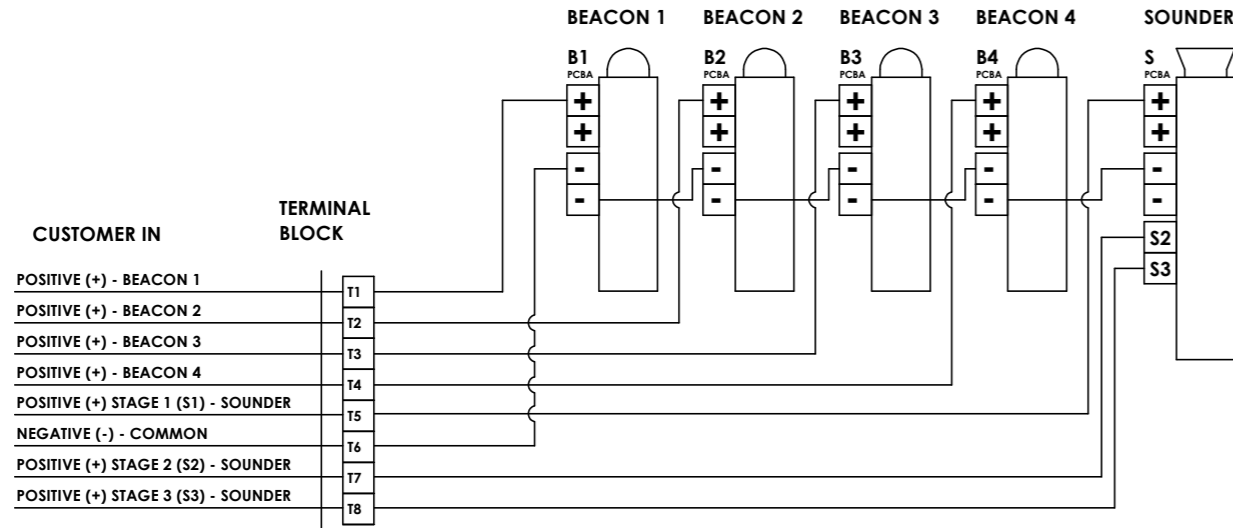 BEACON 1 BEACON 2 BEACON 3 BEACON 4 SOUNDER
B1 B2 B3 B4 S
PCBA PCBA PCBA PCBA PCBA
+ + + + +
+ + + + +
- - - - -
- - - - -
S2
S3
CUSTOMER IN
TERMINAL
BLOCK
POSITIVE (+) - BEACON 1 T1
POSITIVE (+) - BEACON 2 T2
POSITIVE (+) - BEACON 3 T3
POSITIVE (+) - BEACON 4 T4
POSITIVE (+) STAGE 1 (S1) - SOUNDER T5
NEGATIVE (-) - COMMON T6
POSITIVE (+) STAGE 2 (S2) - SOUNDER T7
POSITIVE (+) STAGE 3 (S3) - SOUNDER T8